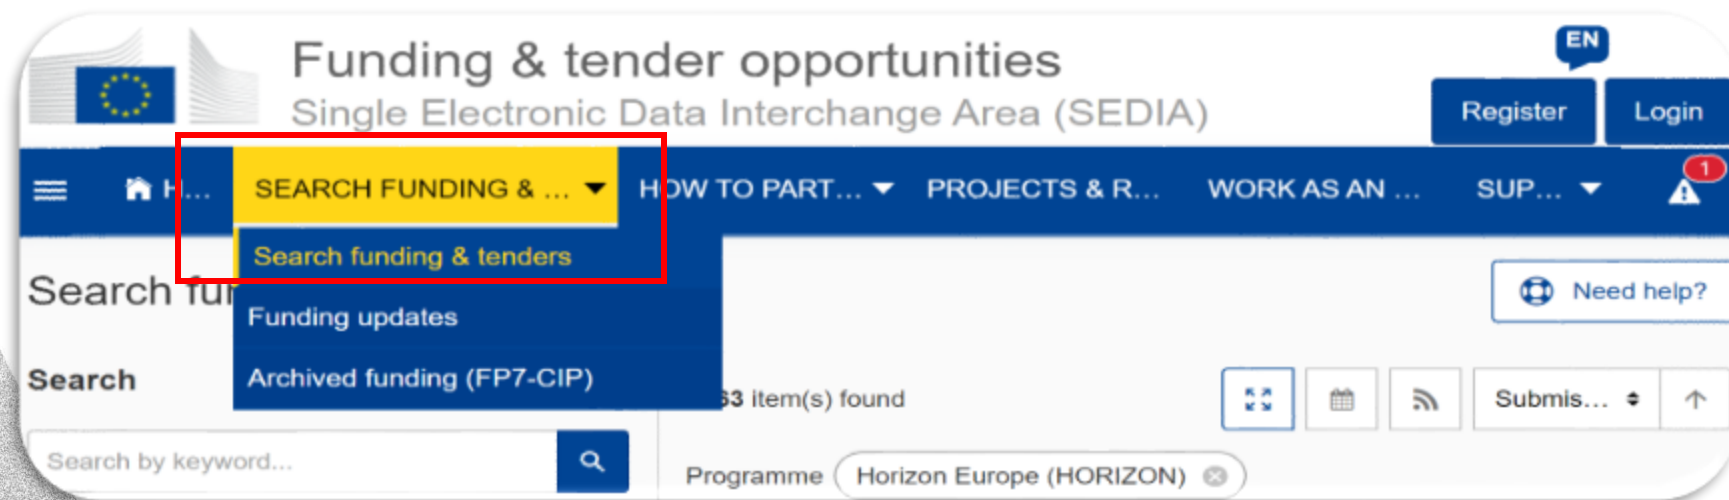 Funding & tender opportunities
Single Electronic Data Interchange Area (SEDIA)
EN
Register Login
H... SEARCH FUNDING & ... HOW TO PART... PROJECTS & R... WORK AS AN ... SUP... 1
Search funding & tenders
Search fu
Need help?
Funding updates
Search
Archived funding (FP7-CIP)
63 item(s) found
Submis...
Search by keyword...
Programme Horizon Europe (HORIZON)